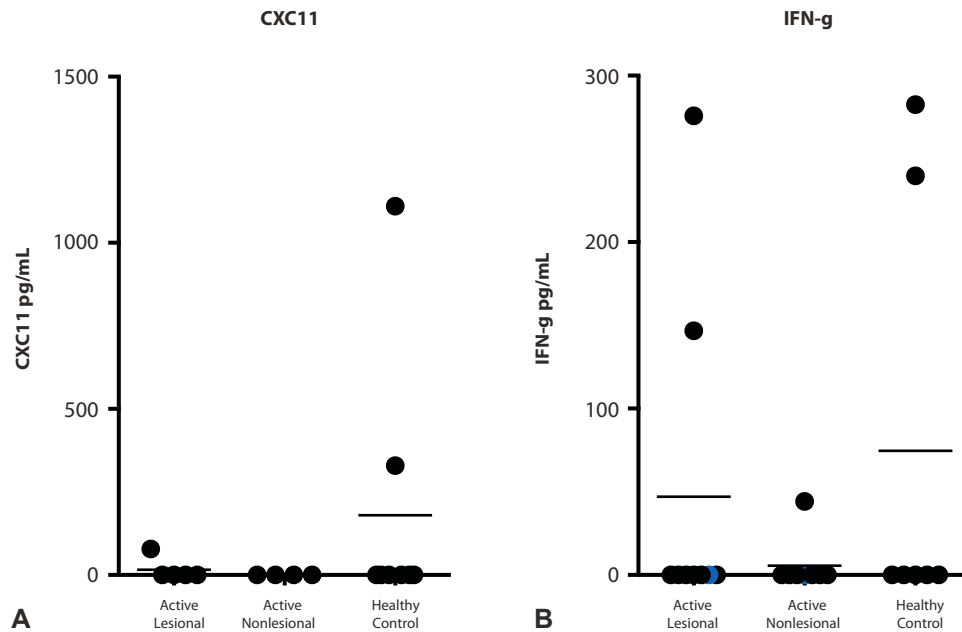 CXC11
CXC11 pg/mL
1500
1000
500
0
Active
Lesional
Active
Nonlesional
Healthy
Control
A
IFN-g
IFN-g pg/mL
300
200
100
0
Active
Lesional
Active
Nonlesional
Healthy
Control
B